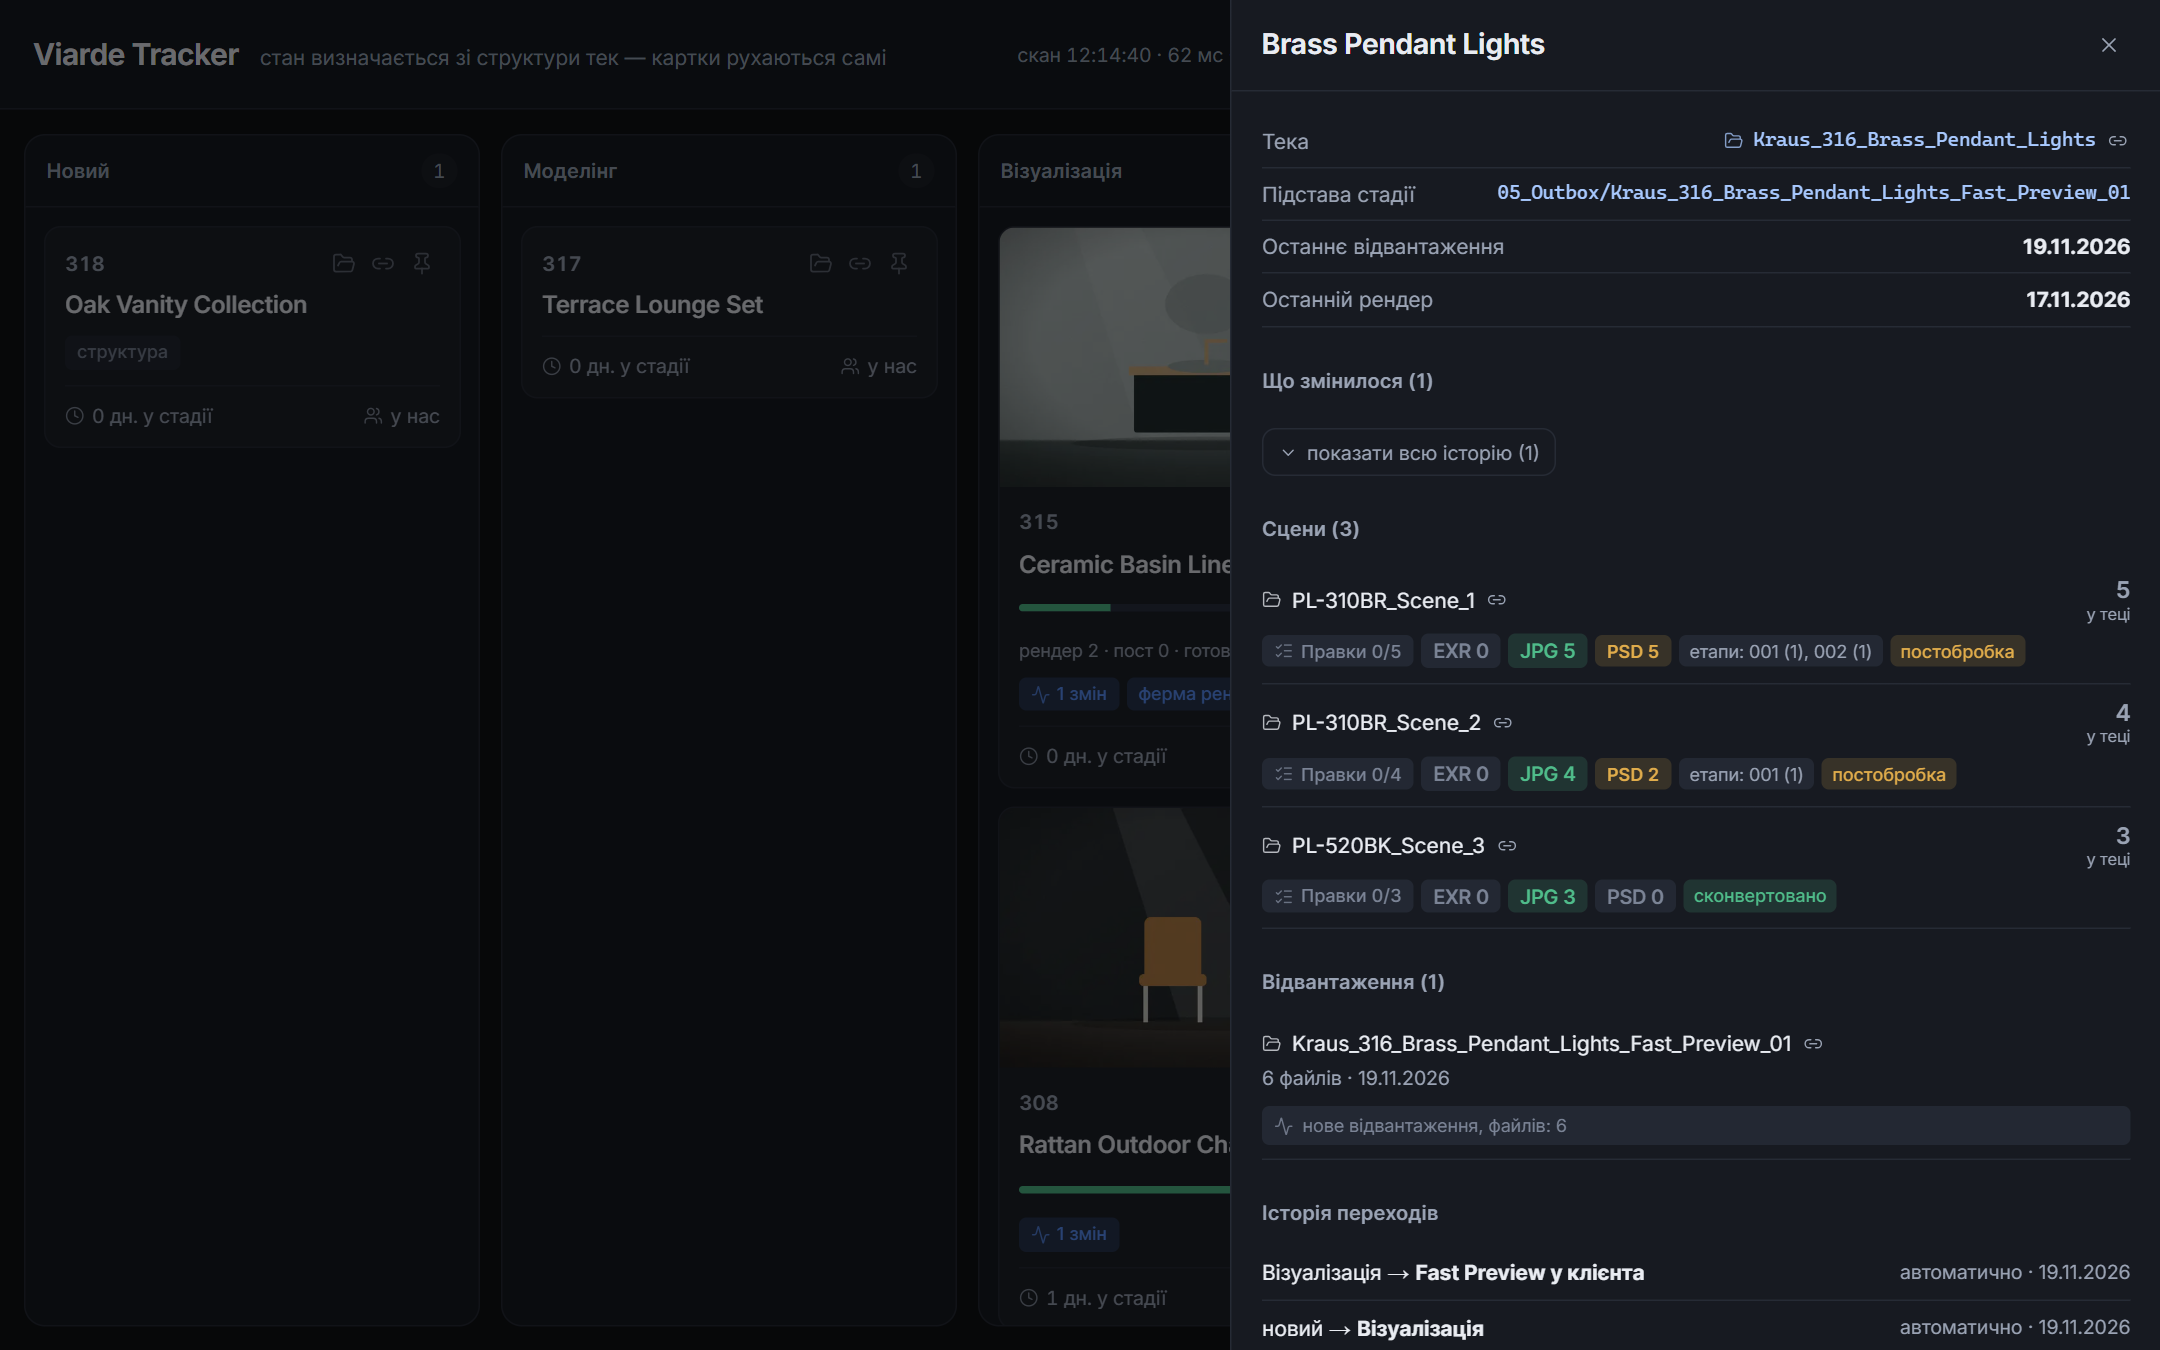 Viarde Tracker стан визначається зі структури тек — картки рухаються самі скан 12:14:40 · 62 мс
Новий 1
318
Oak Vanity Collection
структура
0 дн. у стадії у нас
Моделінг 1
317
Terrace Lounge Set
0 дн. у стадії у нас
Візуалізація
315
Ceramic Basin Line
рендер 2 · пост 0 · готов
1 змін ферма рен
0 дн. у стадії
308
Rattan Outdoor Cha
1 змін
1 дн. у стадії
Brass Pendant Lights
Тека Kraus_316_Brass_Pendant_Lights
Підстава стадії 05_Outbox/Kraus_316_Brass_Pendant_Lights_Fast_Preview_01
Останнє відвантаження 19.11.2026
Останній рендер 17.11.2026
Що змінилося (1)
показати всю історію (1)
Сцени (3)
PL-310BR_Scene_1 5
у теці
Правки 0/5 EXR 0 JPG 5 PSD 5 етапи: 001 (1), 002 (1) постобробка
PL-310BR_Scene_2 4
у теці
Правки 0/4 EXR 0 JPG 4 PSD 2 етапи: 001 (1) постобробка
PL-520BK_Scene_3 3
у теці
Правки 0/3 EXR 0 JPG 3 PSD 0 сконвертовано
Відвантаження (1)
Kraus_316_Brass_Pendant_Lights_Fast_Preview_01
6 файлів · 19.11.2026
нове відвантаження, файлів: 6
Історія переходів
Візуалізація → Fast Preview у клієнта автоматично · 19.11.2026
новий → Візуалізація автоматично · 19.11.2026